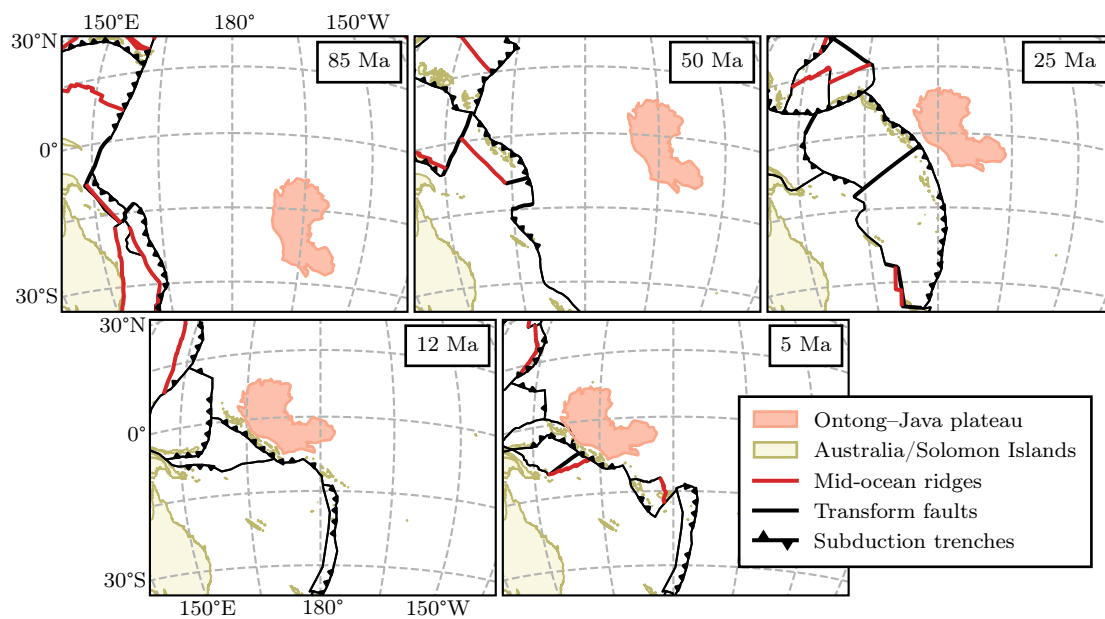 150°E 180° 150°W
30°N
85 Ma
50 Ma
25 Ma
0°
30°S
30°N
12 Ma
5 Ma
0°
30°S
150°E 180° 150°W
Ontong–Java plateau
Australia/Solomon Islands
Mid-ocean ridges
Transform faults
Subduction trenches